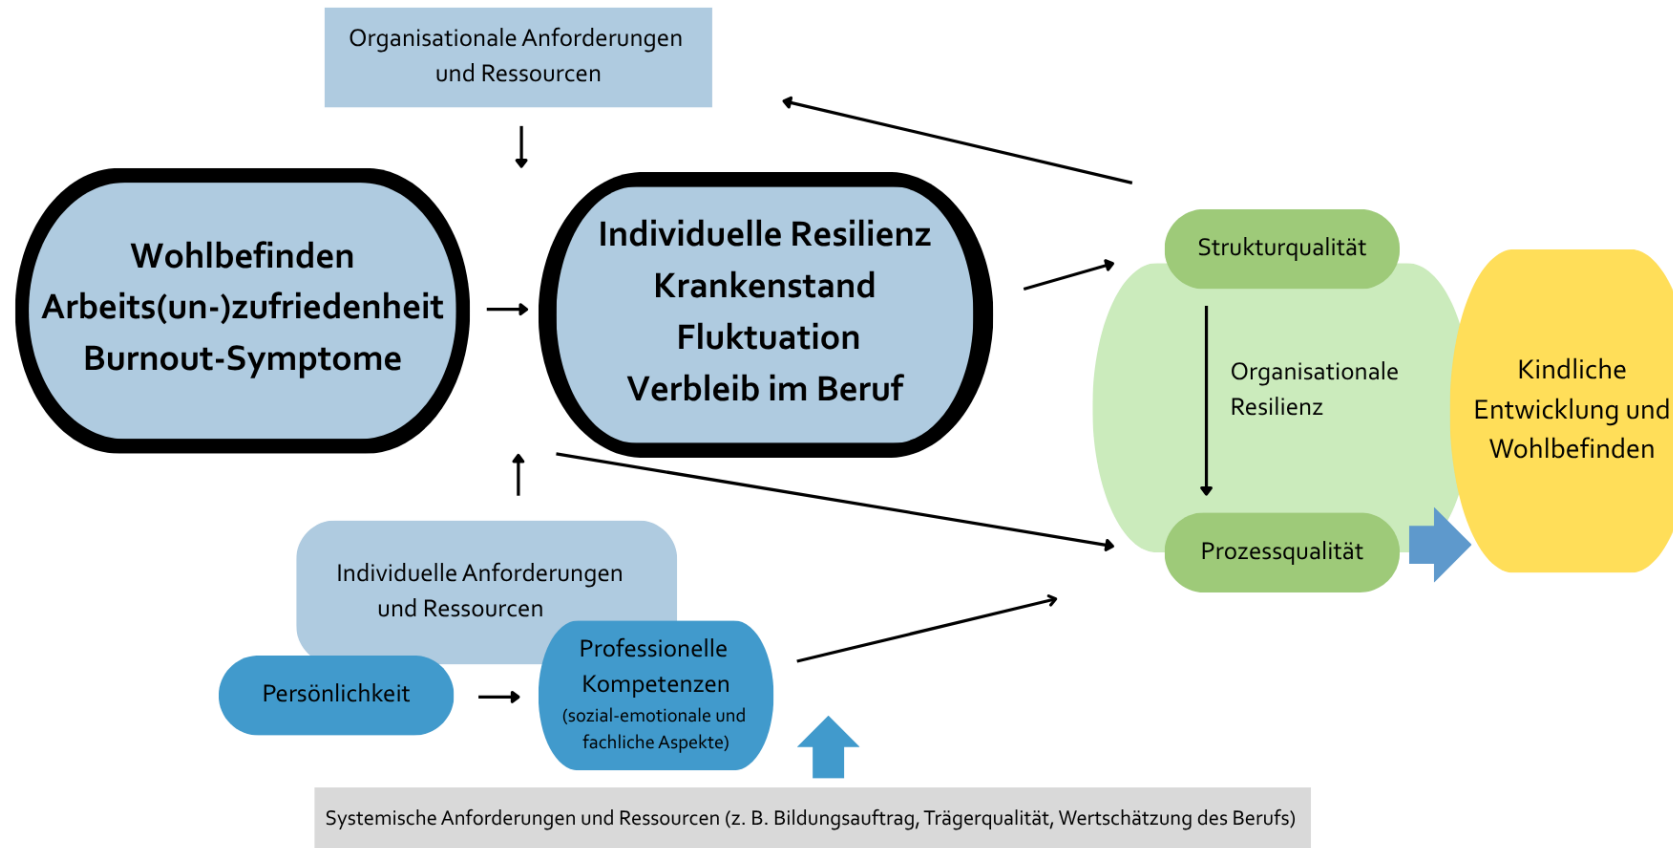 Organisationale Anforderungen
und Ressourcen
Wohlbefinden
Arbeits(un-)zufriedenheit
Burnout-Symptome
Individuelle Resilienz
Krankenstand
Fluktuation
Verbleib im Beruf
Strukturqualität
Organisationale
Resilienz
Prozessqualität
Kindliche
Entwicklung und
Wohlbefinden
Individuelle Anforderungen
und Ressourcen
Persönlichkeit
Professionelle
Kompetenzen
(sozial-emotionale und
fachliche Aspekte)
Systemische Anforderungen und Ressourcen (z. B. Bildungsauftrag, Trägerqualität, Wertschätzung des Berufs)